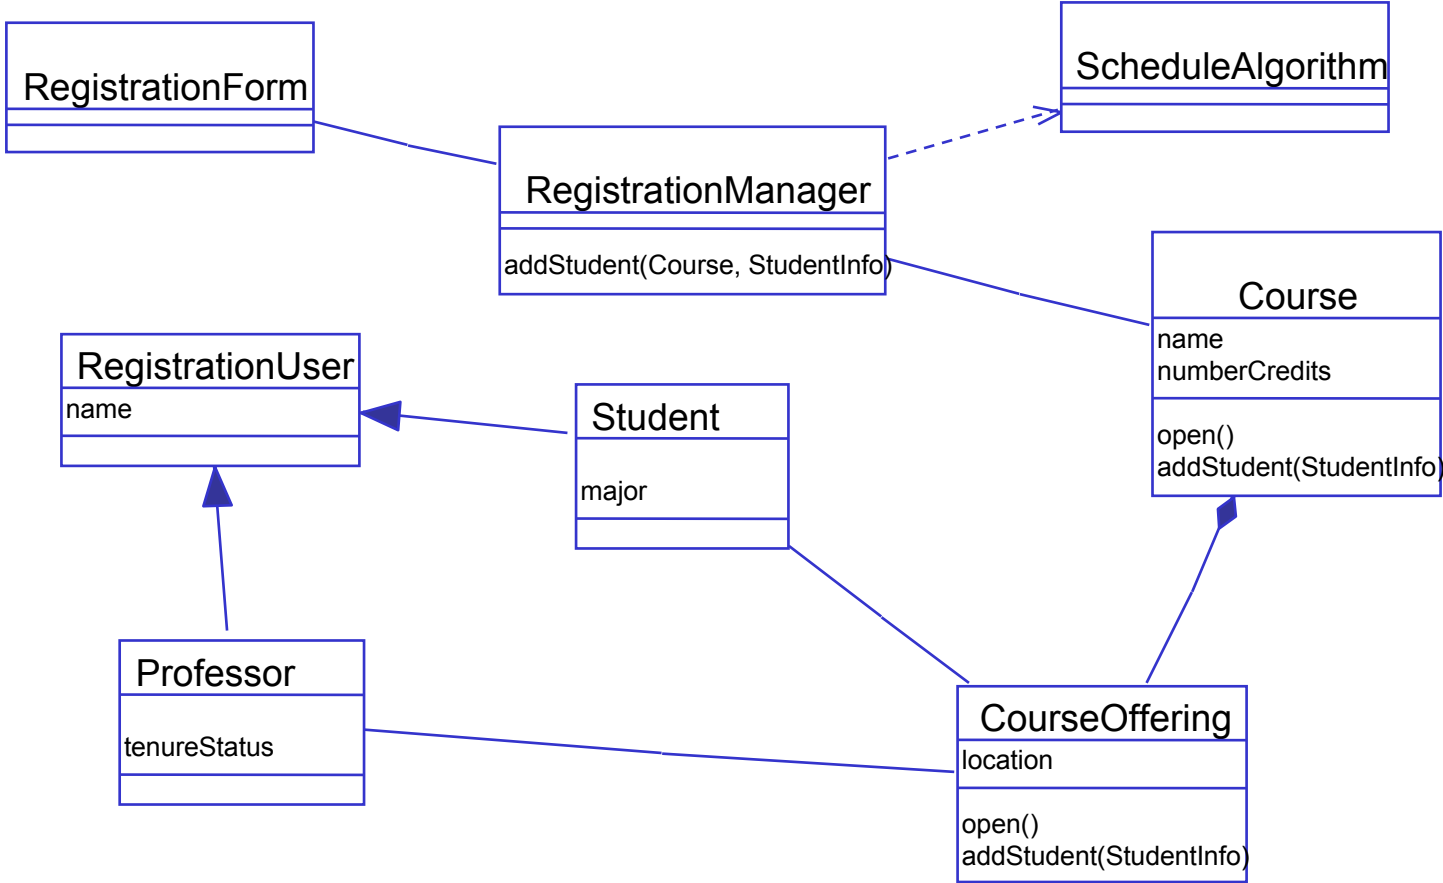 RegistrationForm
ScheduleAlgorithm
RegistrationManager
addStudent(Course, StudentInfo)
Course
name
numberCredits
open()
addStudent(StudentInfo)
RegistrationUser
name
Student
major
Professor
tenureStatus
CourseOffering
location
open()
addStudent(StudentInfo)